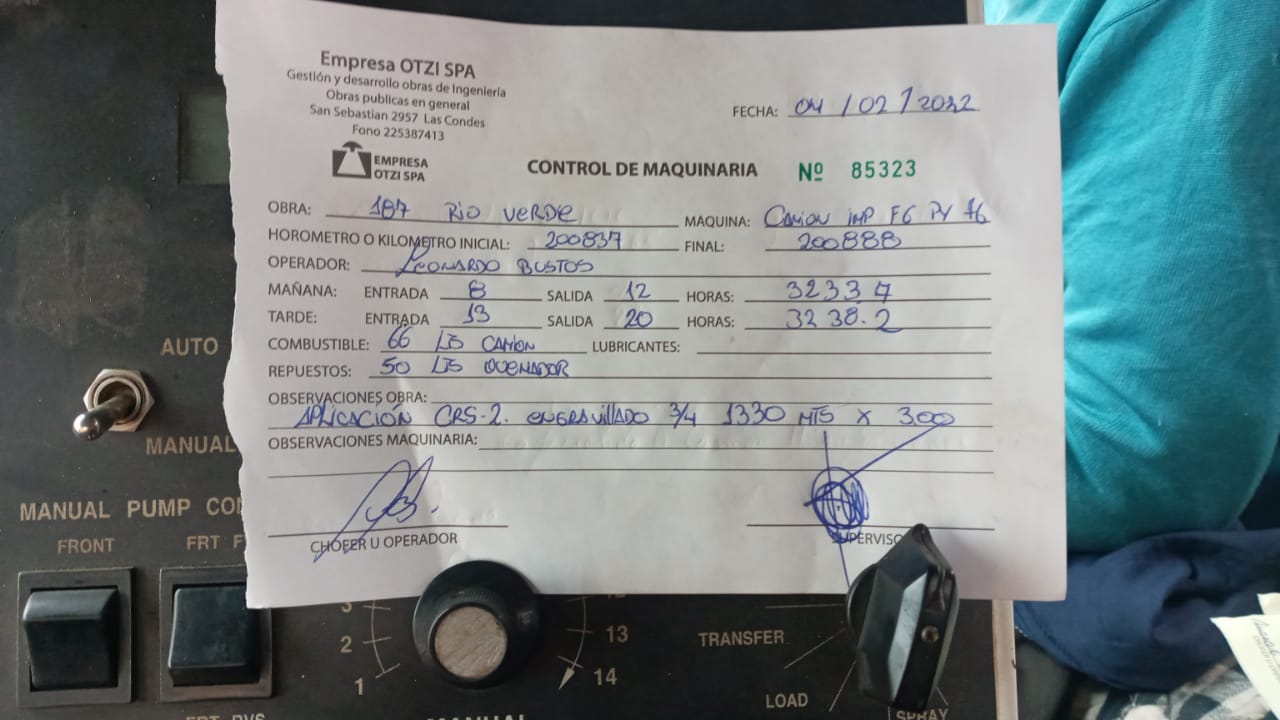 Empresa OTZI SPA
Gestión y desarrollo obras de Ingeniería
Obras publicas en general
San Sebastian 2957 Las Condes
Fono 225387413
EMPRESA
OTZI SPA
FECHA: 04/02/2022
CONTROL DE MAQUINARIA Nº 85323
OBRA: 187 RIO VERDE MAQUINA: CAMION IMP FG PY 76
HOROMETRO O KILOMETRO INICIAL: 200837 FINAL: 200888
OPERADOR: LEONARDO BUSTOS
MAÑANA: ENTRADA 8 SALIDA 12 HORAS: 3233 7
TARDE: ENTRADA 13 SALIDA 20 HORAS: 3238.2
COMBUSTIBLE: 66 LTS CAMION LUBRICANTES:
REPUESTOS: 50 LTS QUEMADOR
OBSERVACIONES OBRA:
APLICACIÓN CRS-2. ENGRAVILLADO 3/4 1330 MTS X 3.00
OBSERVACIONES MAQUINARIA:
CHOFER U OPERADOR
SUPERVISO
AUTO
MANUAL
MANUAL PUMP CO
FRONT FRT
3
2
1
13
14
TRANSFER
LOAD
SPRAY